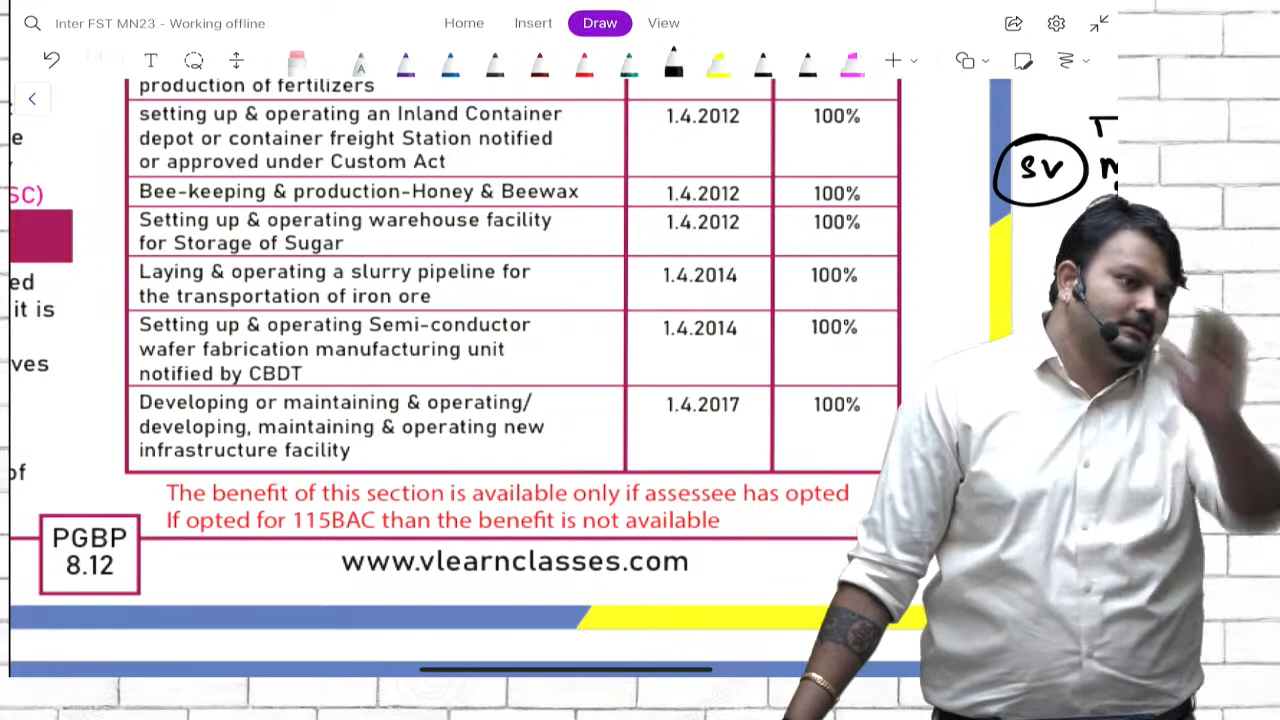 Inter FST MN23 - Working offline
Home Insert Draw View
production of fertilizers
setting up & operating an Inland Container 1.4.2012 100%
depot or container freight Station notified
or approved under Custom Act
Bee-keeping & production-Honey & Beewax 1.4.2012 100%
Setting up & operating warehouse facility 1.4.2012 100%
for Storage of Sugar
Laying & operating a slurry pipeline for 1.4.2014 100%
the transportation of iron ore
Setting up & operating Semi-conductor 1.4.2014 100%
wafer fabrication manufacturing unit
notified by CBDT
Developing or maintaining & operating/ 1.4.2017 100%
developing, maintaining & operating new
infrastructure facility
The benefit of this section is available only if assessee has opted
If opted for 115BAC than the benefit is not available
PGBP
8.12
www.vlearnclasses.com
SC)
ed
it is
ves
of
SV